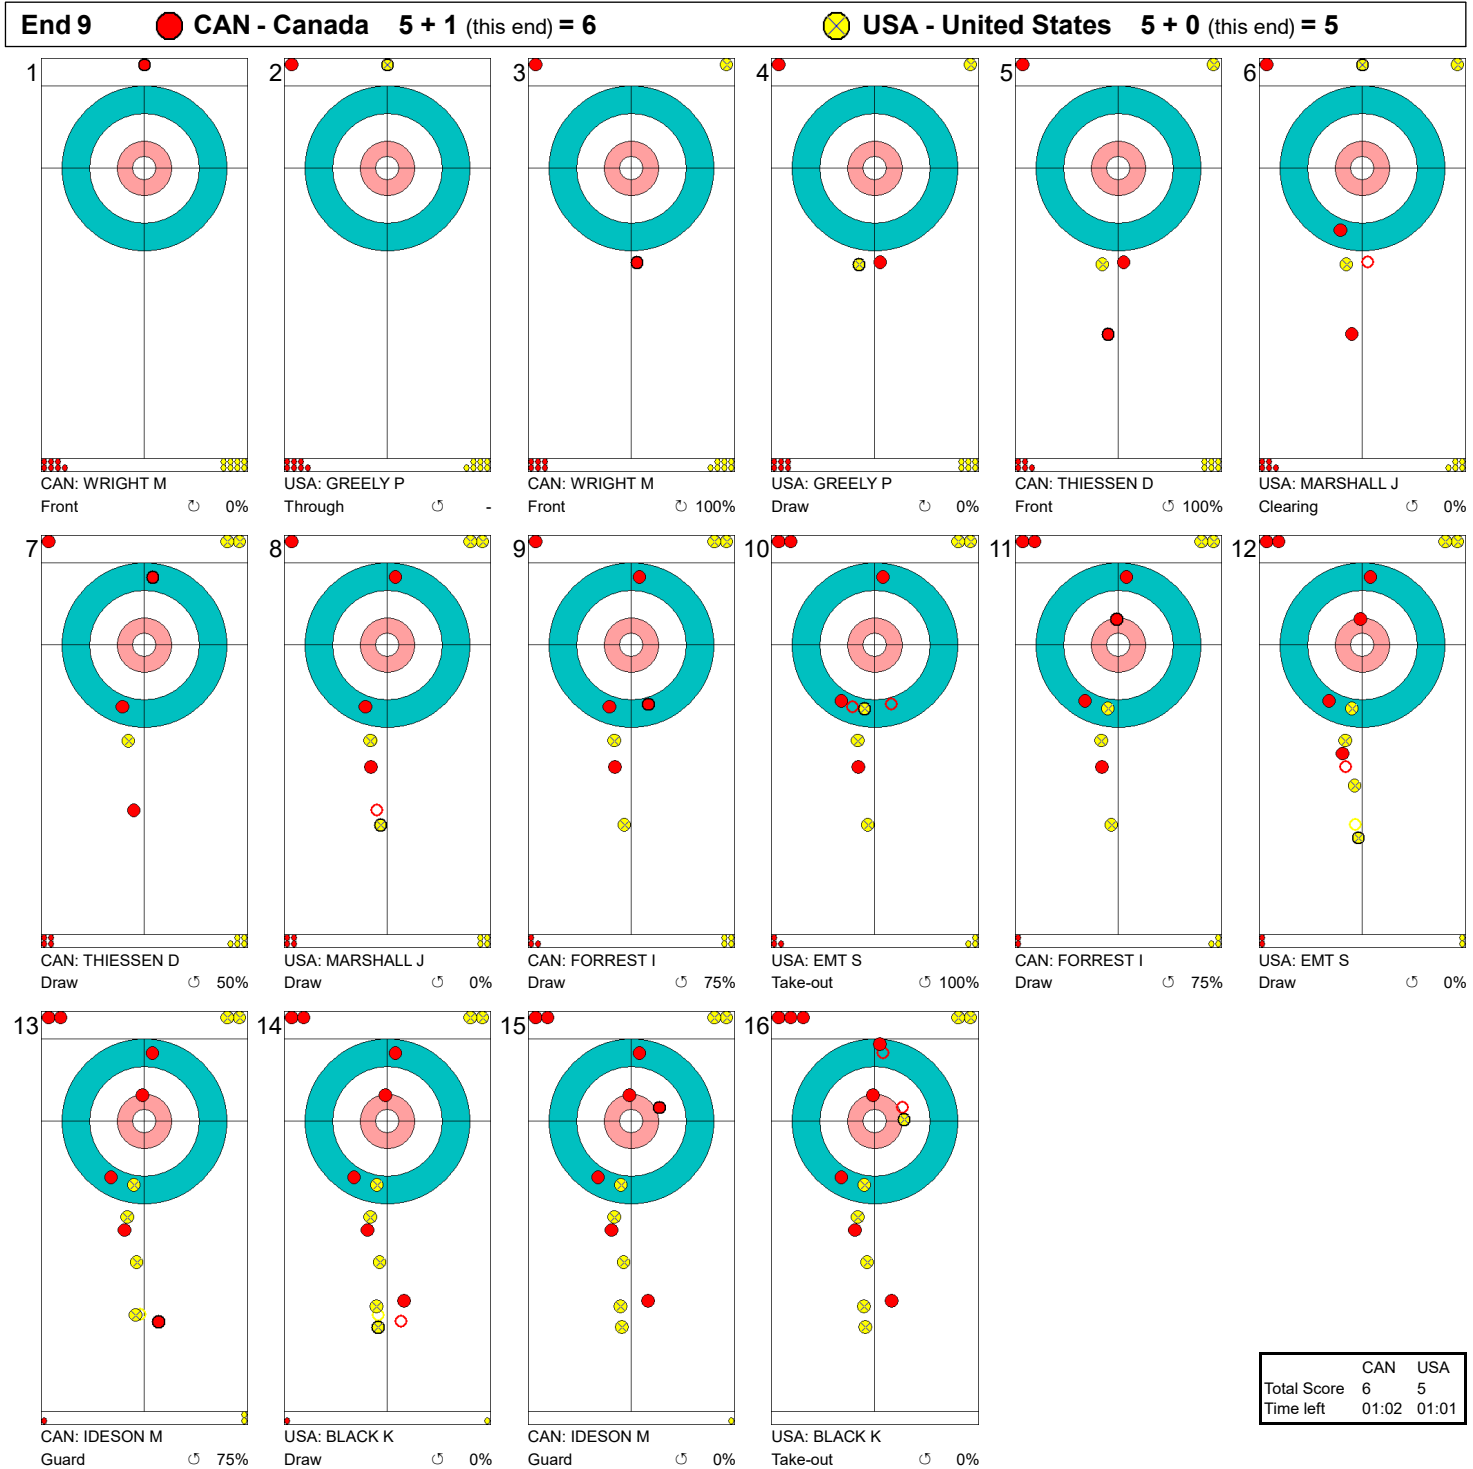 End 9 CAN - Canada 5 + 1 (this end) = 6 USA - United States 5 + 0 (this end) = 5
1 2 3 4 5 6
CAN: WRIGHT M USA: GREELY P CAN: WRIGHT M USA: GREELY P CAN: THIESSEN D USA: MARSHALL J
Front ↻ 0% Through ↺ - Front ↻ 100% Draw ↻ 0% Front ↺ 100% Clearing ↺ 0%
7 8 9 10 11 12
CAN: THIESSEN D USA: MARSHALL J CAN: FORREST I USA: EMT S CAN: FORREST I USA: EMT S
Draw ↺ 50% Draw ↺ 0% Draw ↺ 75% Take-out ↺ 100% Draw ↺ 75% Draw ↺ 0%
13 14 15 16
CAN USA
Total Score 6 5
Time left 01:02 01:01
CAN: IDESON M USA: BLACK K CAN: IDESON M USA: BLACK K
Guard ↺ 75% Draw ↺ 0% Guard ↺ 0% Take-out ↺ 0%